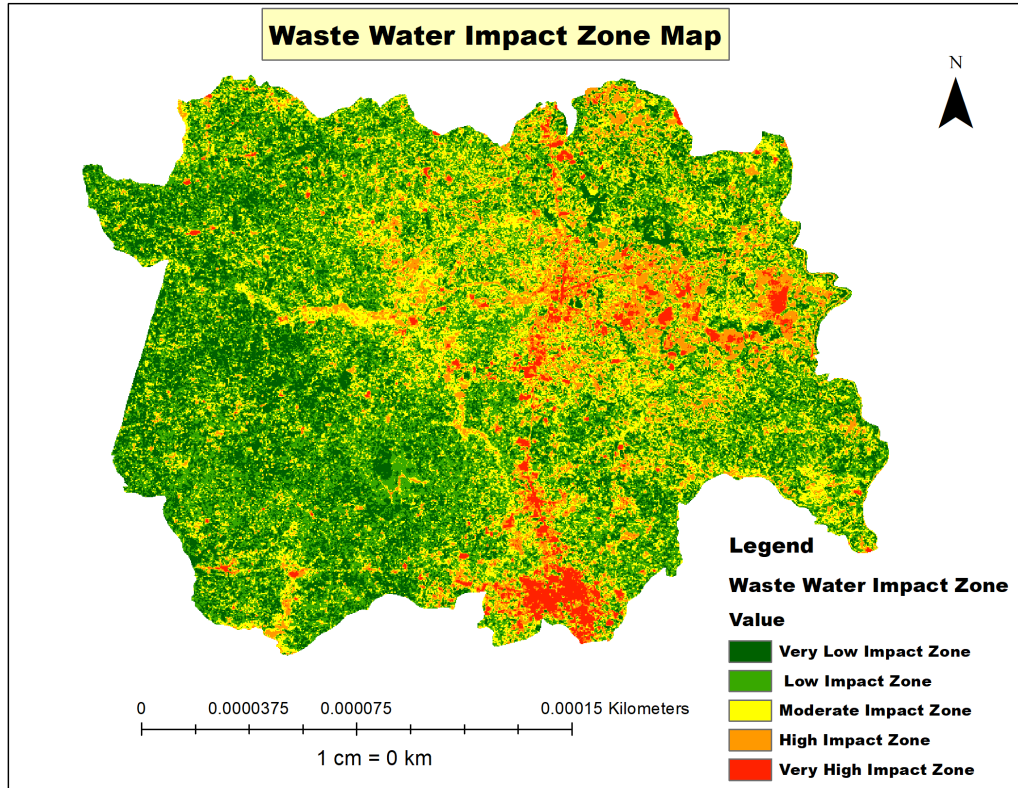 Waste Water Impact Zone Map
N
0 0.0000375 0.000075 0.00015 Kilometers
1 cm = 0 km
Legend
Waste Water Impact Zone
Value
Very Low Impact Zone
Low Impact Zone
Moderate Impact Zone
High Impact Zone
Very High Impact Zone